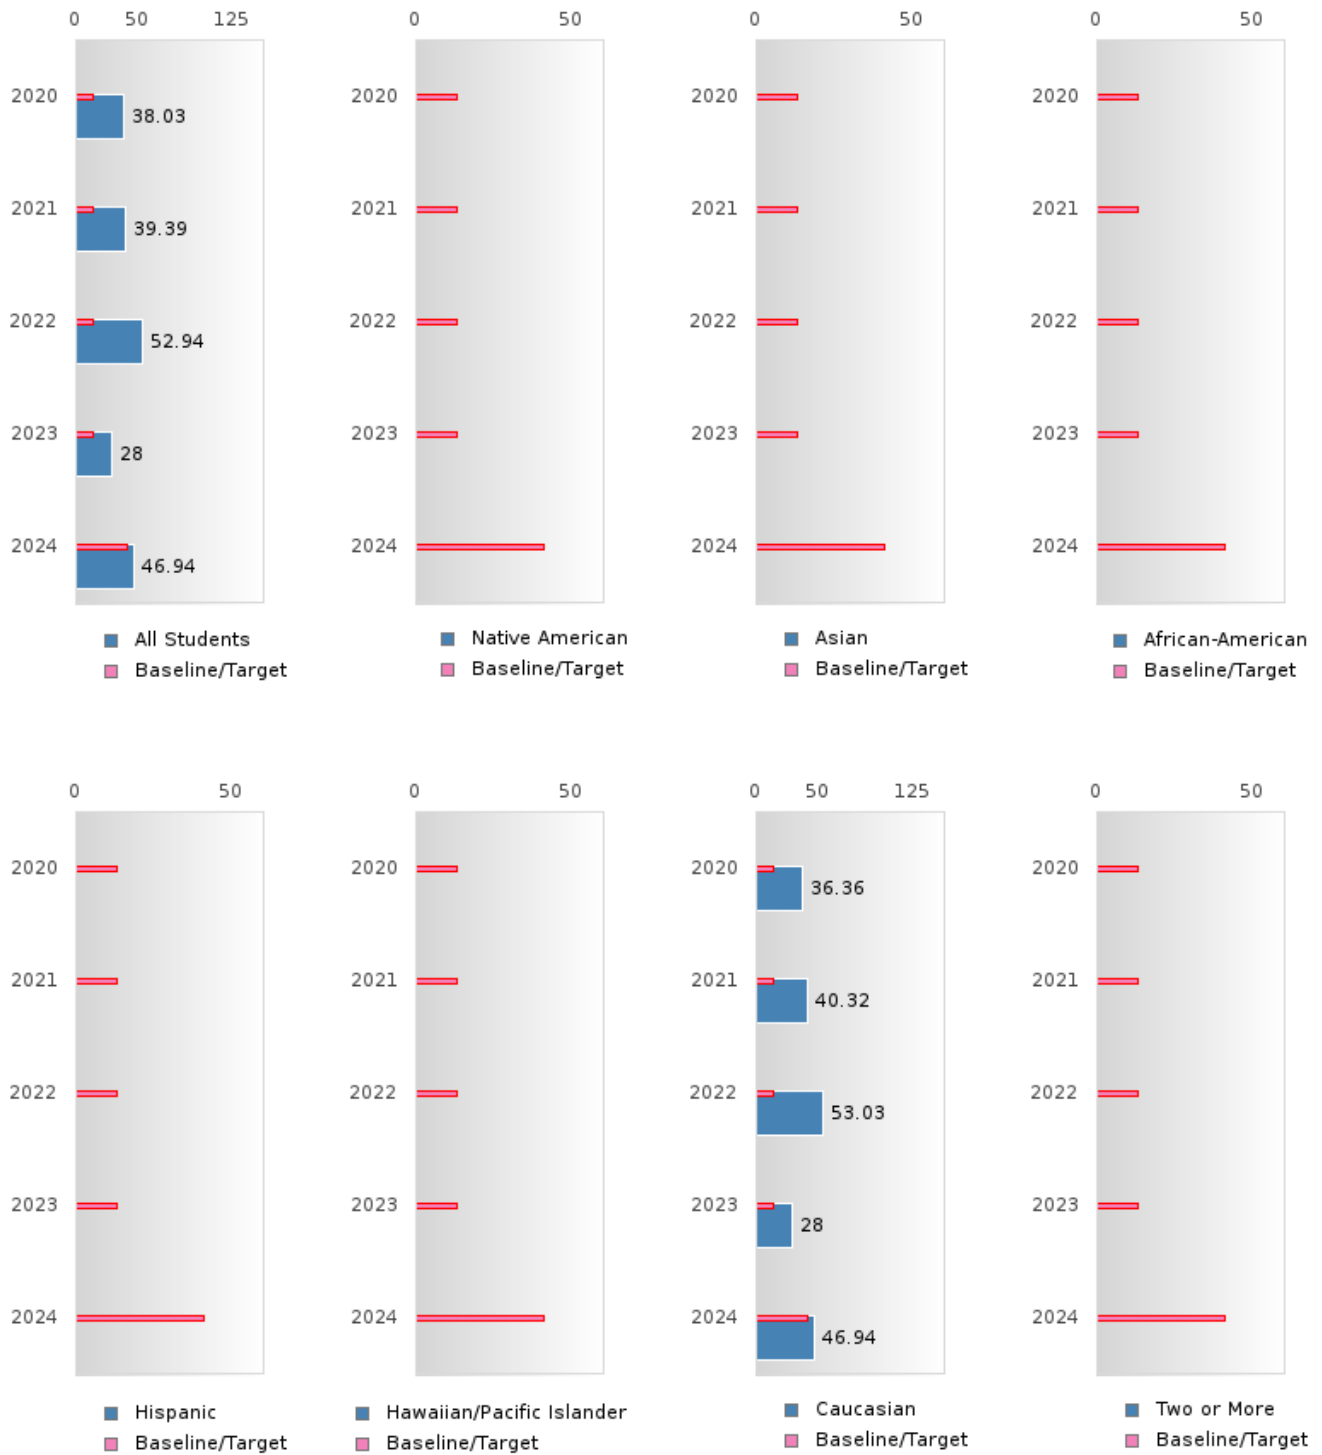 0 50 125 0 50 0 50 0 50
2020 38.03 2020 2020 2020
2021 39.39 2021 2021 2021
2022 52.94 2022 2022 2022
2023 28 2023 2023 2023
2024 46.94 2024 2024 2024
All Students Native American Asian African-American
Baseline/Target Baseline/Target Baseline/Target Baseline/Target
0 50 0 50 0 50 125 0 50
2020 2020 2020 36.36 2020
2021 2021 2021 40.32 2021
2022 2022 2022 53.03 2022
2023 2023 2023 28 2023
2024 2024 2024 46.94 2024
Hispanic Hawaiian/Pacific Islander Caucasian Two or More
Baseline/Target Baseline/Target Baseline/Target Baseline/Target